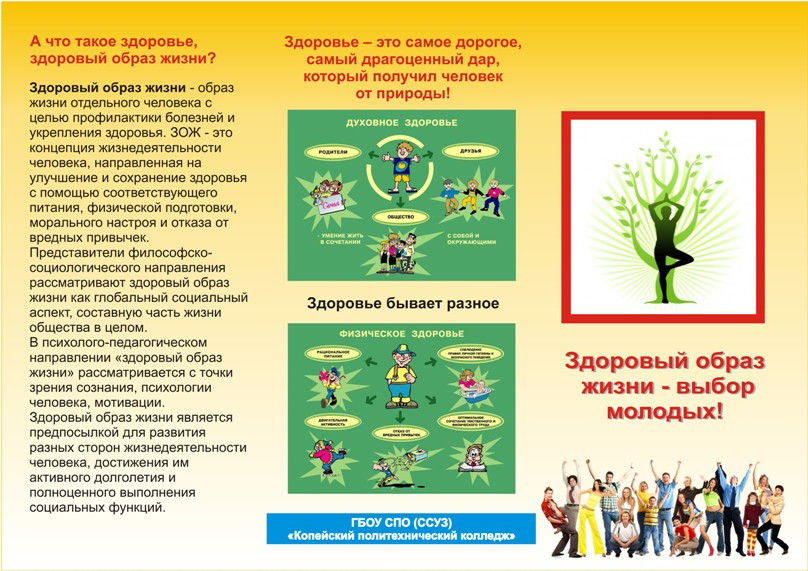 А что такое здоровье,
здоровый образ жизни?
Здоровый образ жизни - образ
жизни отдельного человека с
целью профилактики болезней и
укрепления здоровья. ЗОЖ - это
концепция жизнедеятельности
человека, направленная на
улучшение и сохранение здоровья
с помощью соответствующего
питания, физической подготовки,
морального настроя и отказа от
вредных привычек.
Представители философско-
социологического направления
рассматривают здоровый образ
жизни как глобальный социальный
аспект, составную часть жизни
общества в целом.
В психолого-педагогическом
направлении «здоровый образ
жизни» рассматривается с точки
зрения сознания, психологии
человека, мотивации.
Здоровый образ жизни является
предпосылкой для развития
разных сторон жизнедеятельности
человека, достижения им
активного долголетия и
полноценного выполнения
социальных функций.
Здоровье – это самое дорогое,
самый драгоценный дар,
который получил человек
от природы!
ДУХОВНОЕ ЗДОРОВЬЕ
РОДИТЕЛИ
ДРУЗЬЯ
Семья
ОБЩЕСТВО
- УМЕНИЕ ЖИТЬ
В СОЧЕТАНИИ
С СОБОЙ И
ОКРУЖАЮЩИМИ
Здоровье бывает разное
ФИЗИЧЕСКОЕ ЗДОРОВЬЕ
РАЦИОНАЛЬНОЕ
ПИТАНИЕ
СОБЛЮДЕНИЕ
ПРАВИЛ ЛИЧНОЙ ГИГИЕНЫ И
БЕЗОПАСНОГО ПОВЕДЕНИЯ
ДВИГАТЕЛЬНАЯ
АКТИВНОСТЬ
ОТКАЗ ОТ
ВРЕДНЫХ ПРИВЫЧЕК
ОПТИМАЛЬНОЕ
СОЧЕТАНИЕ УМСТВЕННОГО И
ФИЗИЧЕСКОГО ТРУДА
ГБОУ СПО (ССУЗ)
«Копейский политехнический колледж»
Здоровый образ
жизни - выбор
молодых!